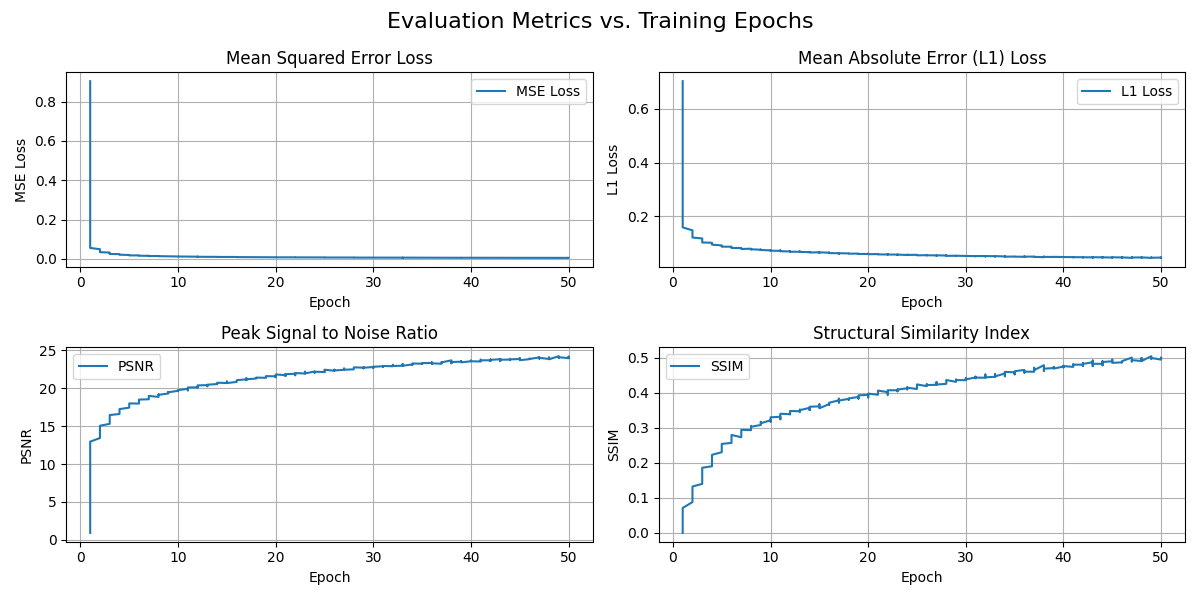 Evaluation Metrics vs. Training Epochs
Mean Squared Error Loss
MSE Loss
0.8
0.6
0.4
0.2
0.0
MSE Loss
0 10 20 30 40 50
Epoch
Mean Absolute Error (L1) Loss
L1 Loss
0.6
0.4
0.2
L1 Loss
0 10 20 30 40 50
Epoch
Peak Signal to Noise Ratio
PSNR
25
20
15
10
5
0
PSNR
0 10 20 30 40 50
Epoch
Structural Similarity Index
SSIM
0.5
0.4
0.3
0.2
0.1
0.0
SSIM
0 10 20 30 40 50
Epoch